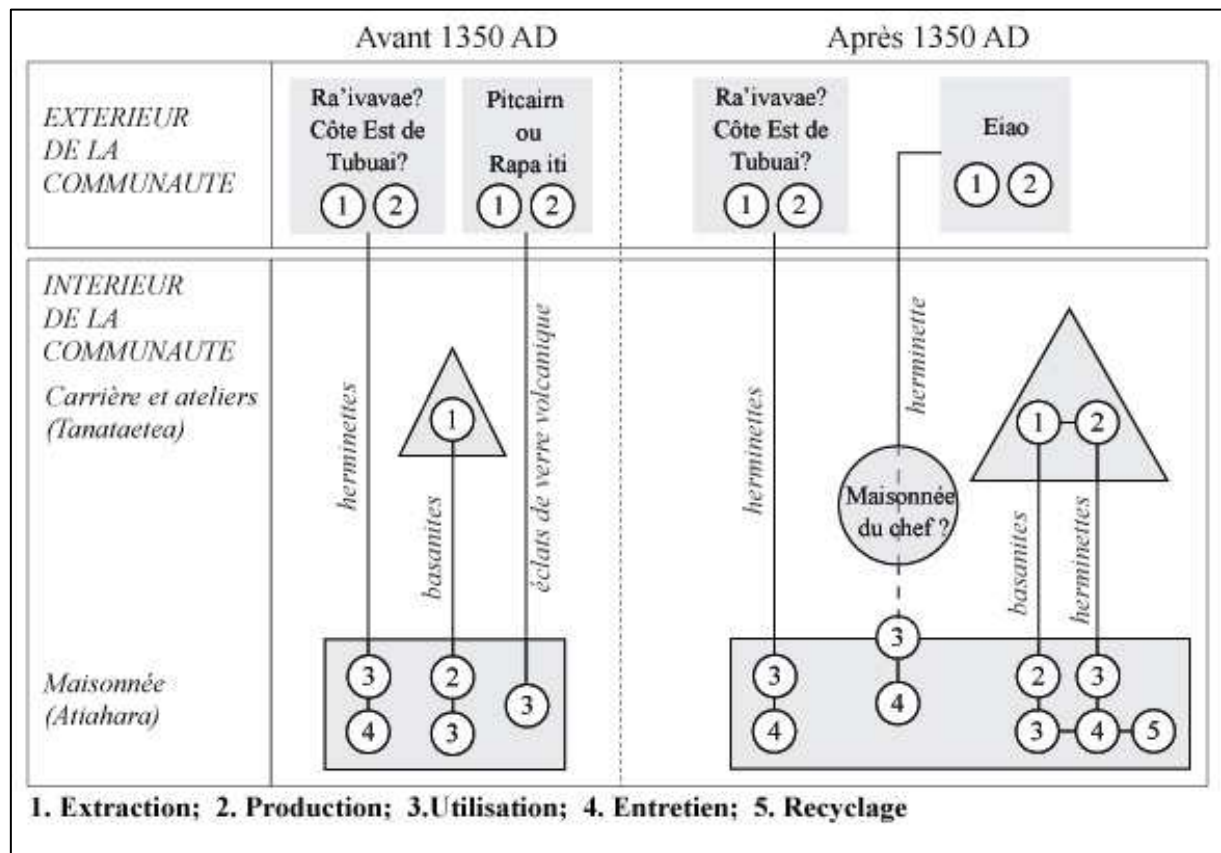 Avant 1350 AD
Après 1350 AD
EXTERIEUR
DE LA
COMMUNAUTE
Ra'ivavae?
Côte Est de
Tubuai?
1 2
Pitcairn
ou
Rapa iti
1 2
Ra'ivavae?
Côte Est de
Tubuai?
1 2
Eiao
1 2
INTERIEUR
DE LA
COMMUNAUTE
Carrière et ateliers
(Tanataetea)
herminettes
1
basanites
éclats de verre volcanique
herminettes
herminette
Maisonnée
du chef ?
1 2
basanites
herminettes
Maisonnée
(Atiahara)
3
4
2
3
3
3
4
3
4
2 3
3 4 5
1. Extraction; 2. Production; 3.Utilisation; 4. Entretien; 5. Recyclage